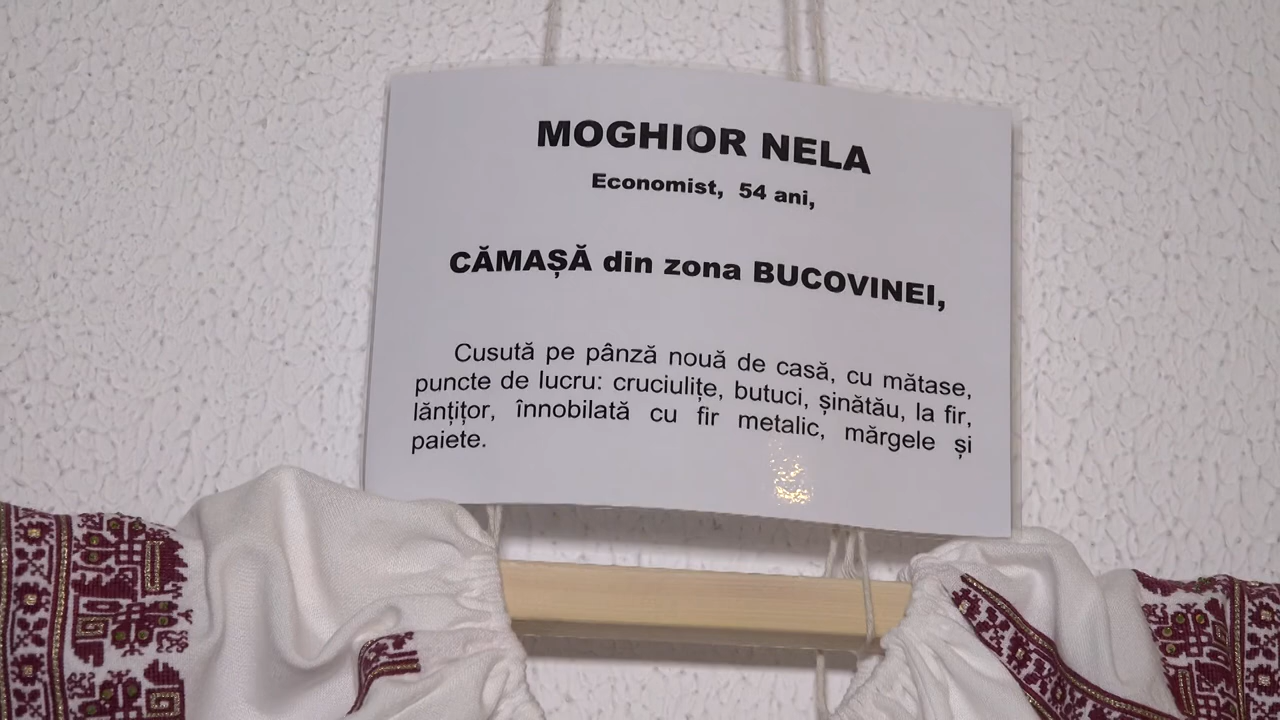 MOGHIOR NELA
Economist, 54 ani,
CĂMAȘĂ din zona BUCOVINEI,
Cusută pe pânză nouă de casă, cu mătase,
puncte de lucru: cruciulițe, butuci, șinătău, la fir,
lănțițor, înnobilată cu fir metalic, mărgele și
paiete.